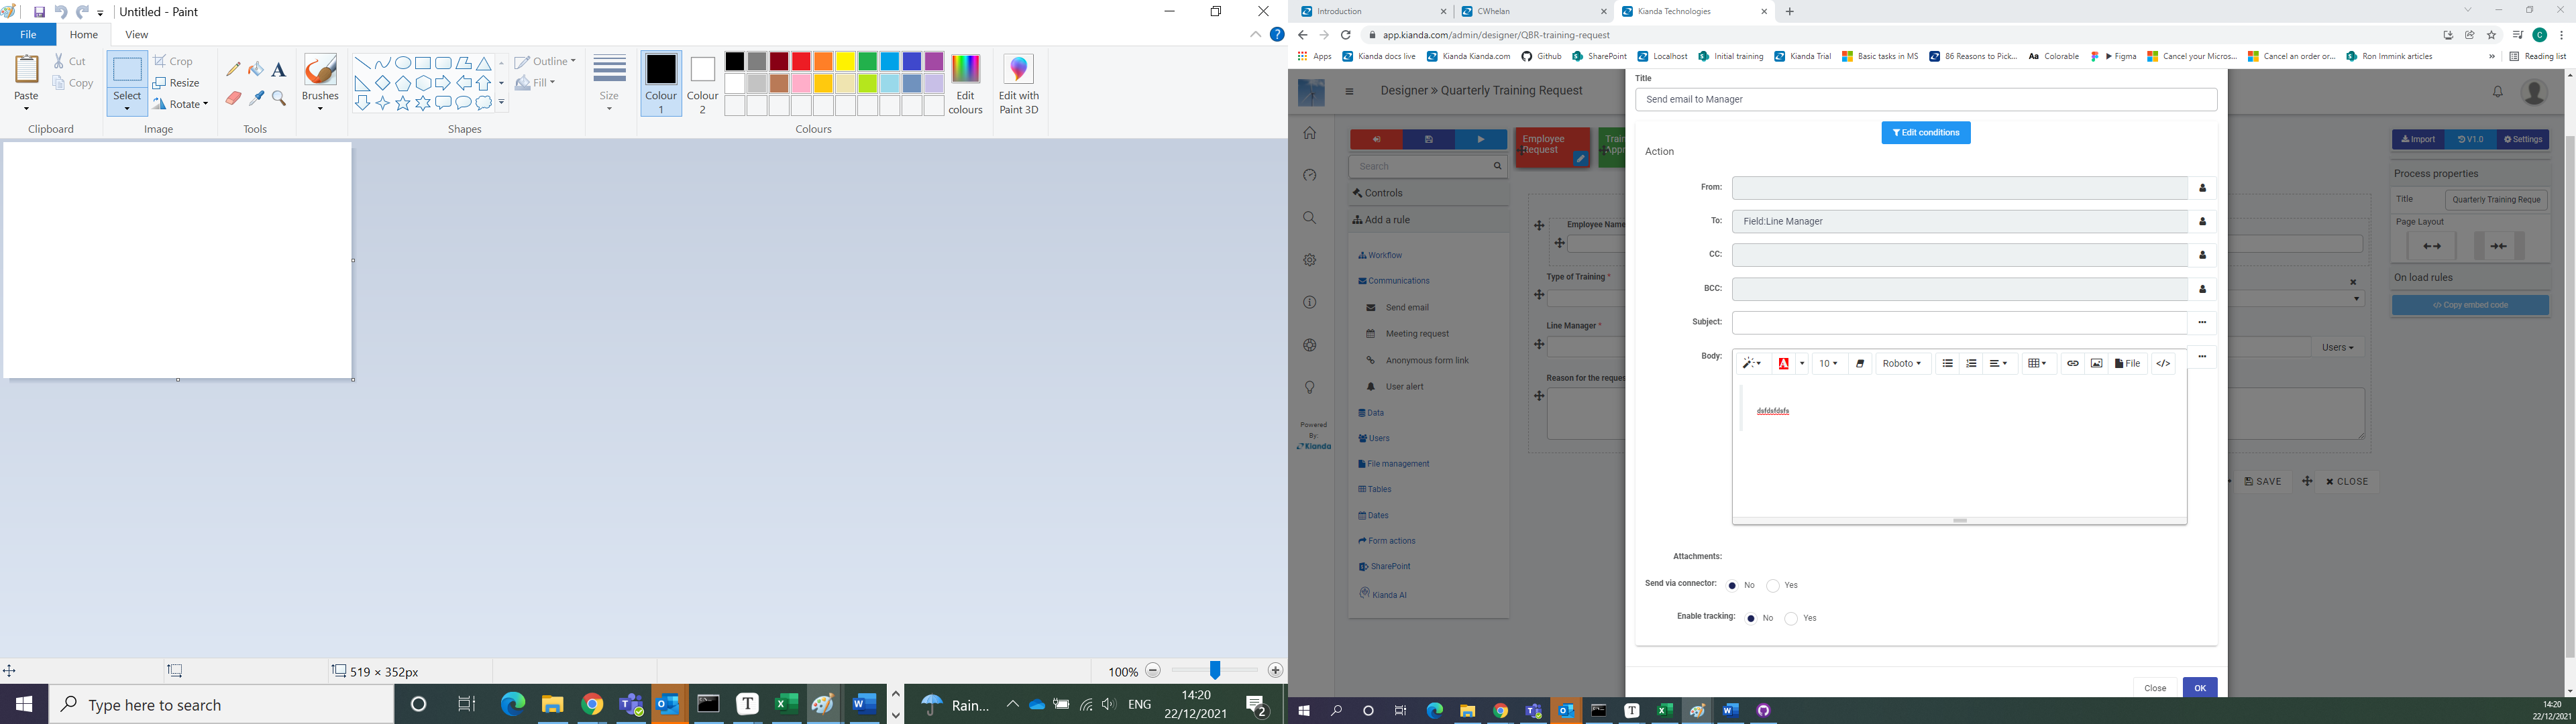 Untitled - Paint
File
Home
View
Paste
Cut
Copy
Clipboard
Select
Crop
Resize
Rotate
Image
Tools
Brushes
Shapes
Outline
Fill
Size
Colour 1
Colour 2
Edit colours
Edit with Paint 3D
Colours
519 × 352px
100%
Type here to search
Rain...
ENG
14:20
22/12/2021
2
Introduction
CWhelan
Kianda Technologies
app.kianda.com/admin/designer/QBR-training-request
Apps
Kianda docs live
Kianda Kianda.com
Github
SharePoint
Localhost
Initial training
Kianda Trial
Basic tasks in MS
86 Reasons to Pick...
Aa Colorable
Figma
Cancel your Micros...
Cancel an order or...
Ron Immink articles
Reading list
Designer » Quarterly Training Request
Employee Request
Search
Controls
Add a rule
Workflow
Communications
Send email
Meeting request
Anonymous form link
User alert
Data
Users
File management
Tables
Dates
Form actions
SharePoint
Kianda AI
Powered By:
Kianda
Employee Name
Type of Training *
Line Manager *
Reason for the reques
Title
Send email to Manager
Edit conditions
Action
From:
To:
Field:Line Manager
CC:
BCC:
Subject:
Body:
A
10
Roboto
File
</>
dsfdsfdsfs
Attachments:
Send via connector:
No
Yes
Enable tracking:
No
Yes
Close
OK
Users
SAVE
CLOSE
Import
V1.0
Settings
Process properties
Title
Quarterly Training Reque
Page Layout
On load rules
</> Copy embed code
14:20
22/12/2021